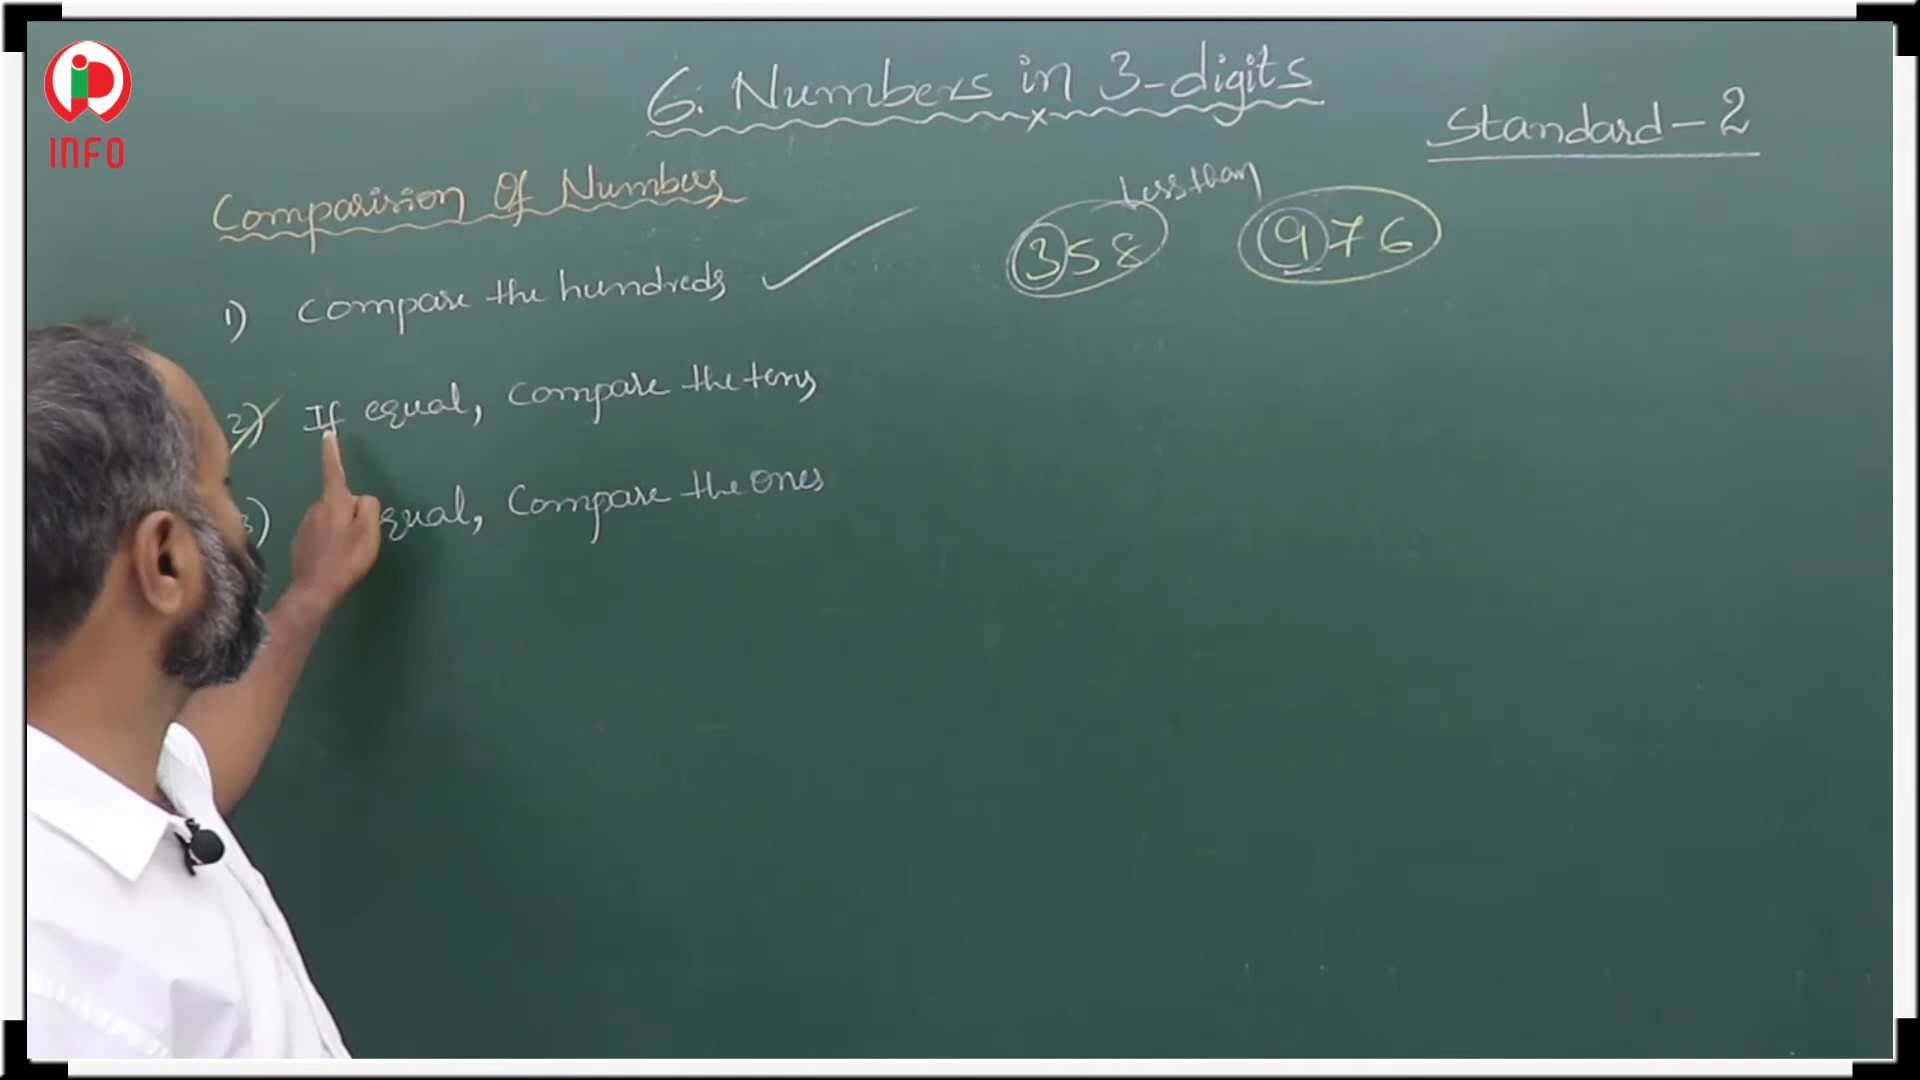 INFO
6. Numbers in 3-digits
Standard - 2
Comparision Of Numbers
Less than
358 976
1) Compare the hundreds
2) If equal, Compare the tens
3) equal, Compare the ones